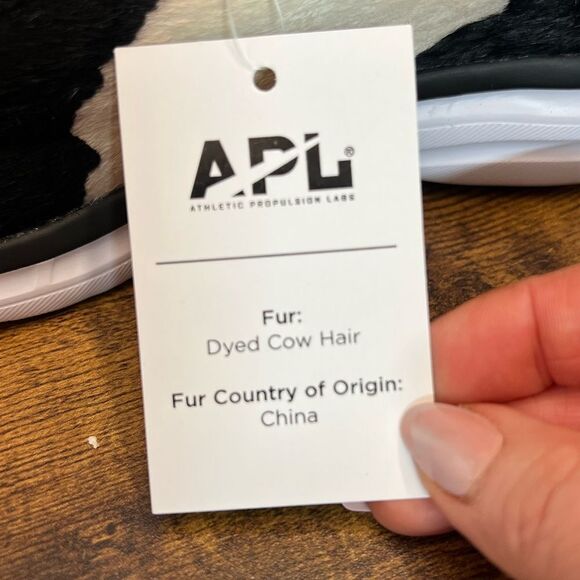 APL®
ATHLETIC PROPULSION LABS
Fur:
Dyed Cow Hair
Fur Country of Origin:
China